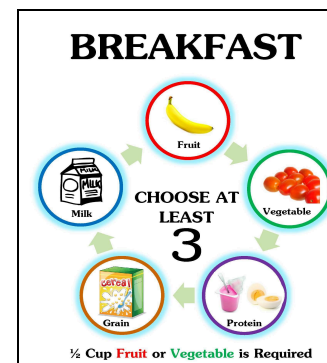 BREAKFAST
Fruit
MILK
MILK
Milk
CHOOSE AT
LEAST
3
Vegetable
cereal
Grain
Protein
½ Cup Fruit or Vegetable is Required